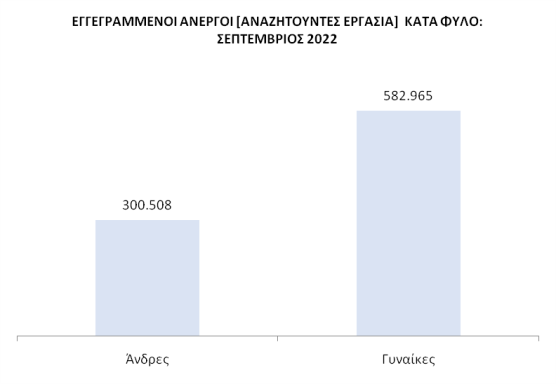 ΕΓΓΕΓΡΑΜΜΕΝΟΙ ΑΝΕΡΓΟΙ [ΑΝΑΖΗΤΟΥΝΤΕΣ ΕΡΓΑΣΙΑ] ΚΑΤΑ ΦΥΛΟ:
ΣΕΠΤΕΜΒΡΙΟΣ 2022
582.965
300.508
Άνδρες
Γυναίκες